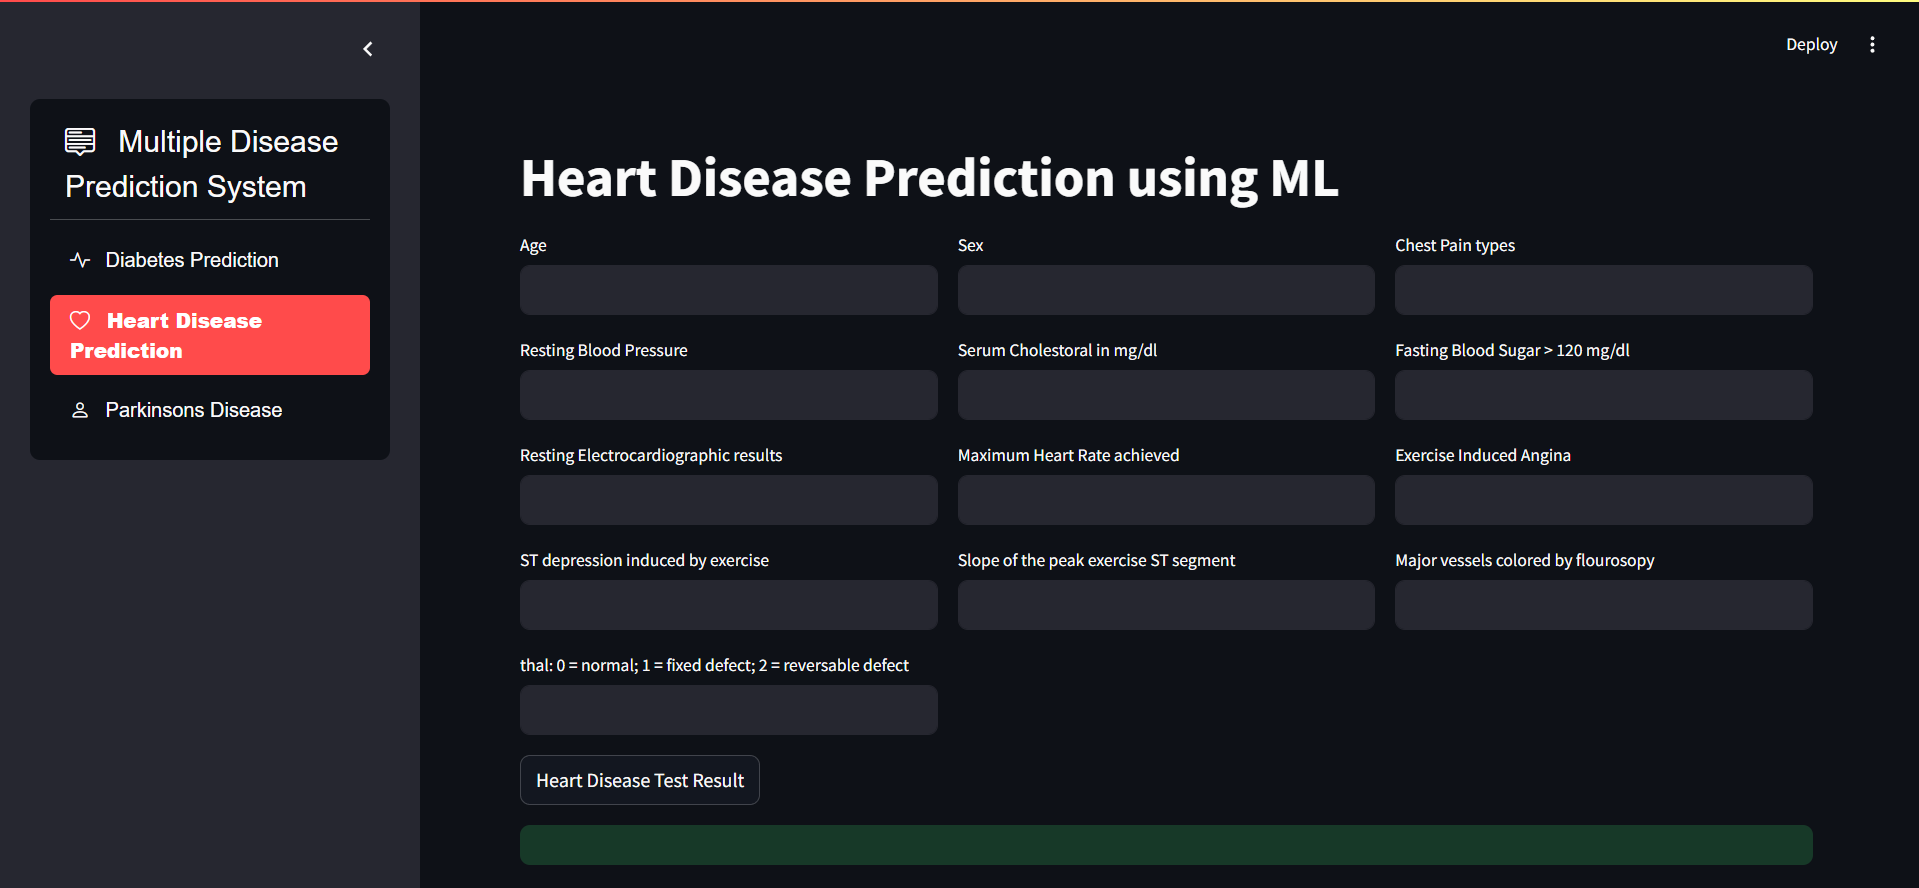 Deploy
Multiple Disease
Prediction System
Diabetes Prediction
Heart Disease
Prediction
Parkinsons Disease
Heart Disease Prediction using ML
Age
Sex
Chest Pain types
Resting Blood Pressure
Serum Cholestoral in mg/dl
Fasting Blood Sugar > 120 mg/dl
Resting Electrocardiographic results
Maximum Heart Rate achieved
Exercise Induced Angina
ST depression induced by exercise
Slope of the peak exercise ST segment
Major vessels colored by flourosopy
thal: 0 = normal; 1 = fixed defect; 2 = reversable defect
Heart Disease Test Result